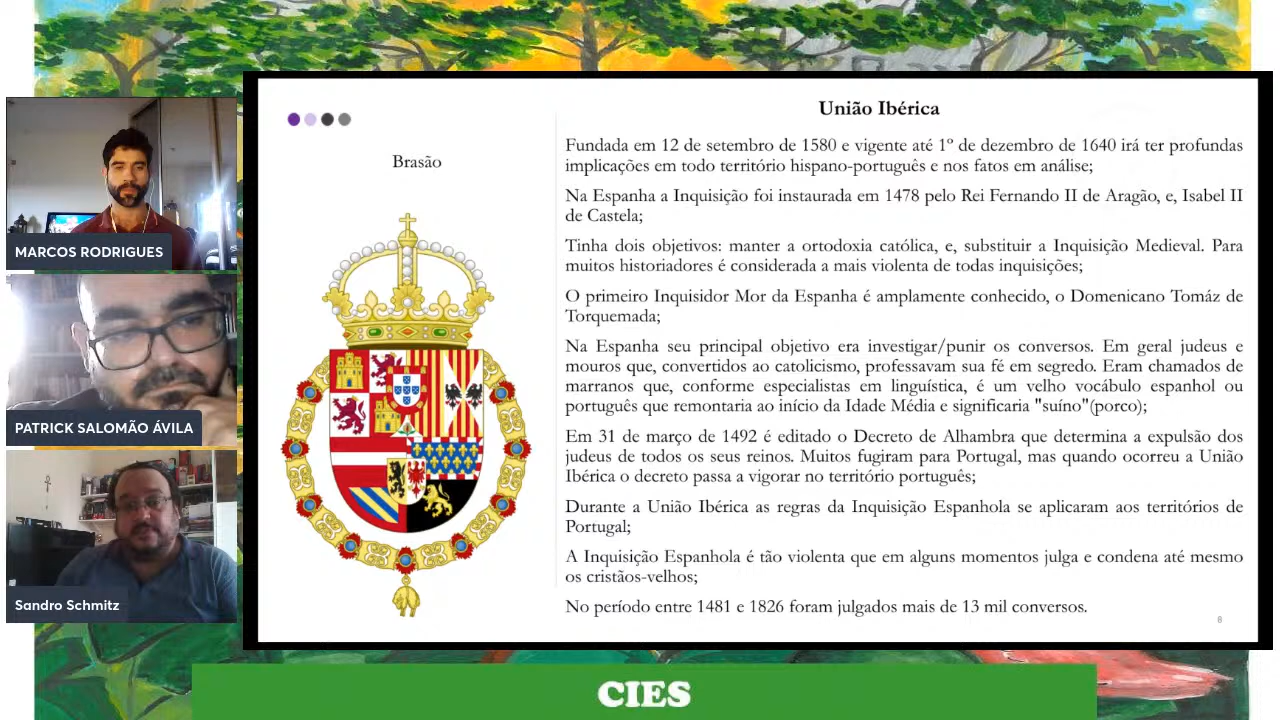 União Ibérica
Brasão
Fundada em 12 de setembro de 1580 e vigente até 1º de dezembro de 1640 irá ter profundas
implicações em todo território hispano-português e nos fatos em análise;
Na Espanha a Inquisição foi instaurada em 1478 pelo Rei Fernando II de Aragão, e, Isabel II
de Castela;
Tinha dois objetivos: manter a ortodoxia católica, e, substituir a Inquisição Medieval. Para
muitos historiadores é considerada a mais violenta de todas inquisições;
O primeiro Inquisidor Mor da Espanha é amplamente conhecido, o Domenicano Tomáz de
Torquemada;
Na Espanha seu principal objetivo era investigar/punir os conversos. Em geral judeus e
mouros que, convertidos ao catolicismo, professavam sua fé em segredo. Eram chamados de
marranos que, conforme especialistas em linguística, é um velho vocábulo espanhol ou
português que remontaria ao início da Idade Média e significaria "suíno"(porco);
Em 31 de março de 1492 é editado o Decreto de Alhambra que determina a expulsão dos
judeus de todos os seus reinos. Muitos fugiram para Portugal, mas quando ocorreu a União
Ibérica o decreto passa a vigorar no território português;
Durante a União Ibérica as regras da Inquisição Espanhola se aplicaram aos territórios de
Portugal;
A Inquisição Espanhola é tão violenta que em alguns momentos julga e condena até mesmo
os cristãos-velhos;
No período entre 1481 e 1826 foram julgados mais de 13 mil conversos.
8
MARCOS RODRIGUES
PATRICK SALOMÃO ÁVILA
Sandro Schmitz
CIES